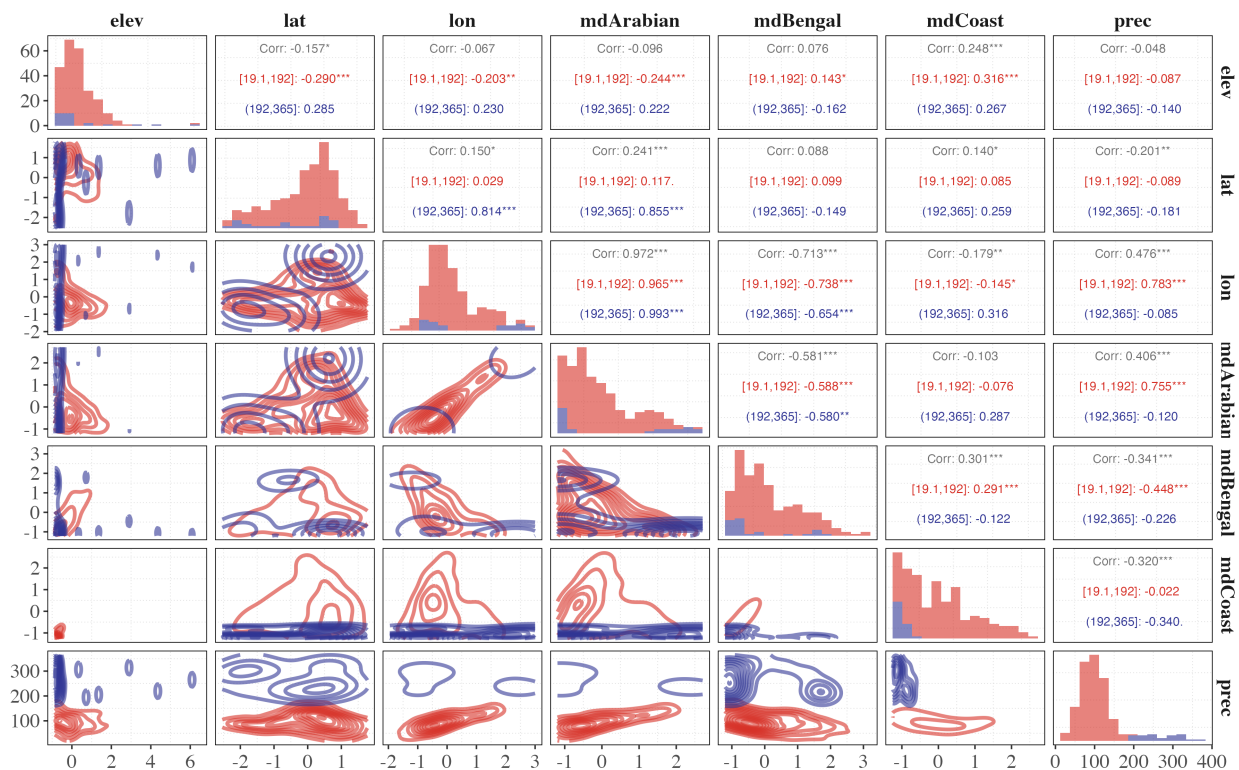 elev lat lon mdArabian mdBengal mdCoast prec
60
40
20
0
Corr: -0.157*
[19.1,192]: -0.290***
(192,365]: 0.285
Corr: -0.067
[19.1,192]: -0.203**
(192,365]: 0.230
Corr: -0.096
[19.1,192]: -0.244***
(192,365]: 0.222
Corr: 0.076
[19.1,192]: 0.143*
(192,365]: -0.162
Corr: 0.248***
[19.1,192]: 0.316***
(192,365]: 0.267
Corr: -0.048
[19.1,192]: -0.087
(192,365]: -0.140
elev
1
0
-1
-2
Corr: 0.150*
[19.1,192]: 0.029
(192,365]: 0.814***
Corr: 0.241***
[19.1,192]: 0.117.
(192,365]: 0.855***
Corr: 0.088
[19.1,192]: 0.099
(192,365]: -0.149
Corr: 0.140*
[19.1,192]: 0.085
(192,365]: 0.259
Corr: -0.201**
[19.1,192]: -0.089
(192,365]: -0.181
lat
3
2
1
0
-1
-2
Corr: 0.972***
[19.1,192]: 0.965***
(192,365]: 0.993***
Corr: -0.713***
[19.1,192]: -0.738***
(192,365]: -0.654***
Corr: -0.179**
[19.1,192]: -0.145*
(192,365]: 0.316
Corr: 0.476***
[19.1,192]: 0.783***
(192,365]: -0.085
lon
2
1
0
-1
Corr: -0.581***
[19.1,192]: -0.588***
(192,365]: -0.580**
Corr: -0.103
[19.1,192]: -0.076
(192,365]: 0.287
Corr: 0.406***
[19.1,192]: 0.755***
(192,365]: -0.120
mdArabian
3
2
1
0
-1
Corr: 0.301***
[19.1,192]: 0.291***
(192,365]: -0.122
Corr: -0.341***
[19.1,192]: -0.448***
(192,365]: -0.226
mdBengal
2
1
0
-1
Corr: -0.320***
[19.1,192]: -0.022
(192,365]: -0.340.
mdCoast
300
200
100
prec
0 2 4 6 -2 -1 0 1 -2 -1 0 1 2 3 -1 0 1 2 -1 0 1 2 3 -1 0 1 2 0 100 200 300 400